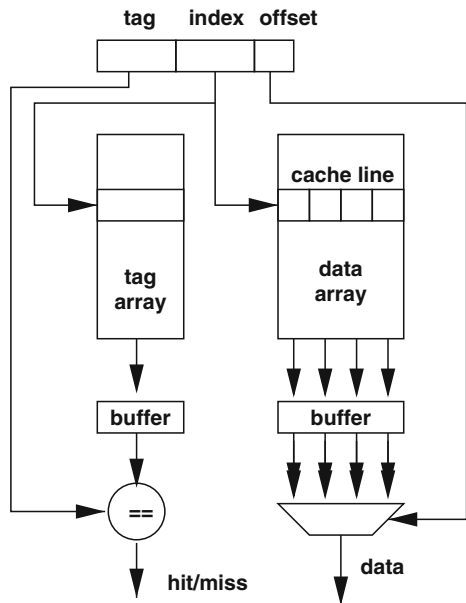 tag index offset
cache line
tag
array
data
array
buffer
buffer
==
data
hit/miss